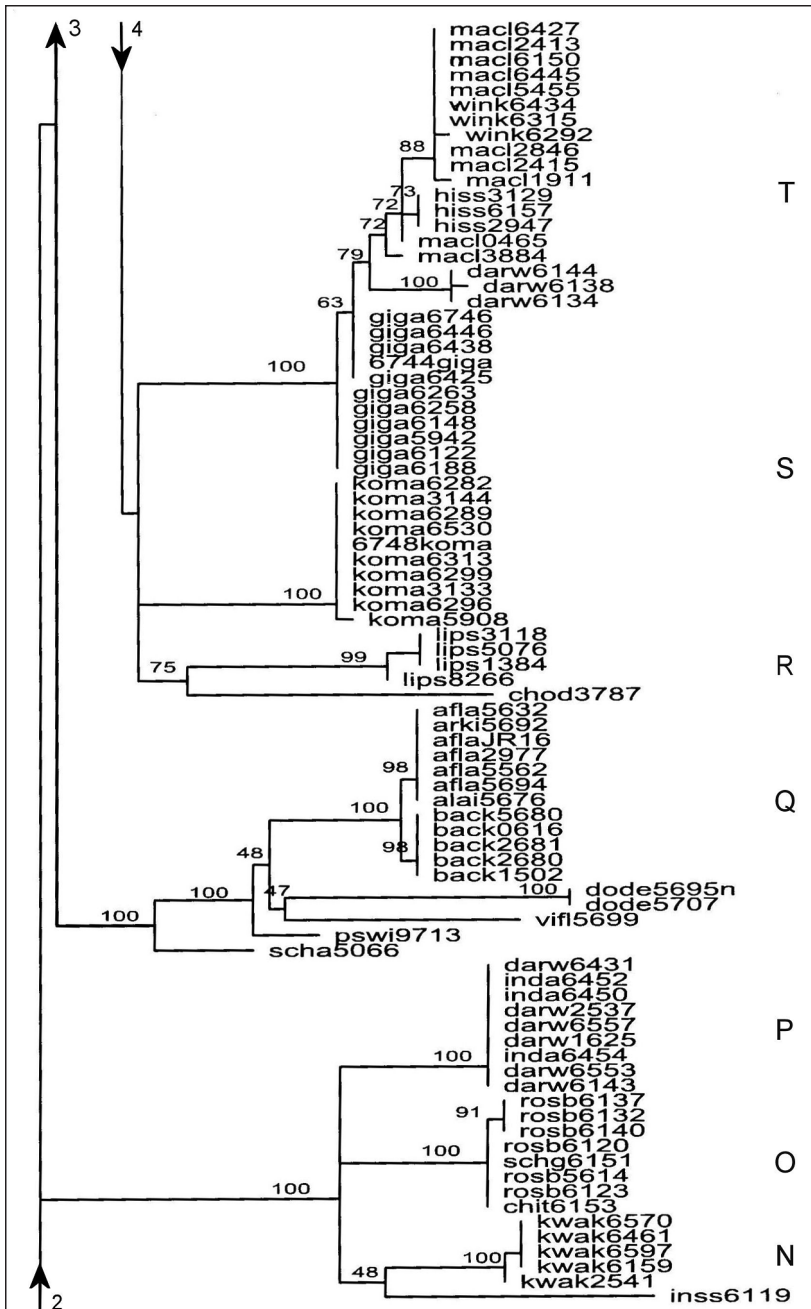 3 4
macl6427
macl2413
macl6150
macl6445
macl5455
wink6434
wink6315
wink6292
88 macl2846
macl2415
macl1911
T
73 hiss3129
72 hiss6157
72 hiss2947
macl0465
79 macl3884
darw6144
100 darw6138
darw6134
63 giga6746
giga6446
giga6438
6744giga
100 giga6425
giga6263
giga6258
giga6148
giga5942
giga6122
giga6188
S
koma6282
koma3144
koma6289
koma6530
6748koma
koma6313
koma6299
koma3133
100 koma6296
koma5908
lips3118
99 lips5076
75 lips1384
R
lips8266
chod3787
afla5632
arki5692
aflaJR16
afla2977
98 afla5562
afla5694
alai5676
Q
100 back5680
back0616
back2681
98 back2680
48 back1502
100 dode5695n
47 dode5707
100 vifl5699
100 pswi9713
scha5066
darw6431
inda6452
inda6450
darw2537
darw6557
P
darw1625
100 inda6454
darw6553
darw6143
rosb6137
91 rosb6132
rosb6140
rosb6120
100 schg6151
O
rosb5614
100 rosb6123
chit6153
kwak6570
kwak6461
kwak6597
N
100 kwak6159
48 kwak2541
inss6119
2